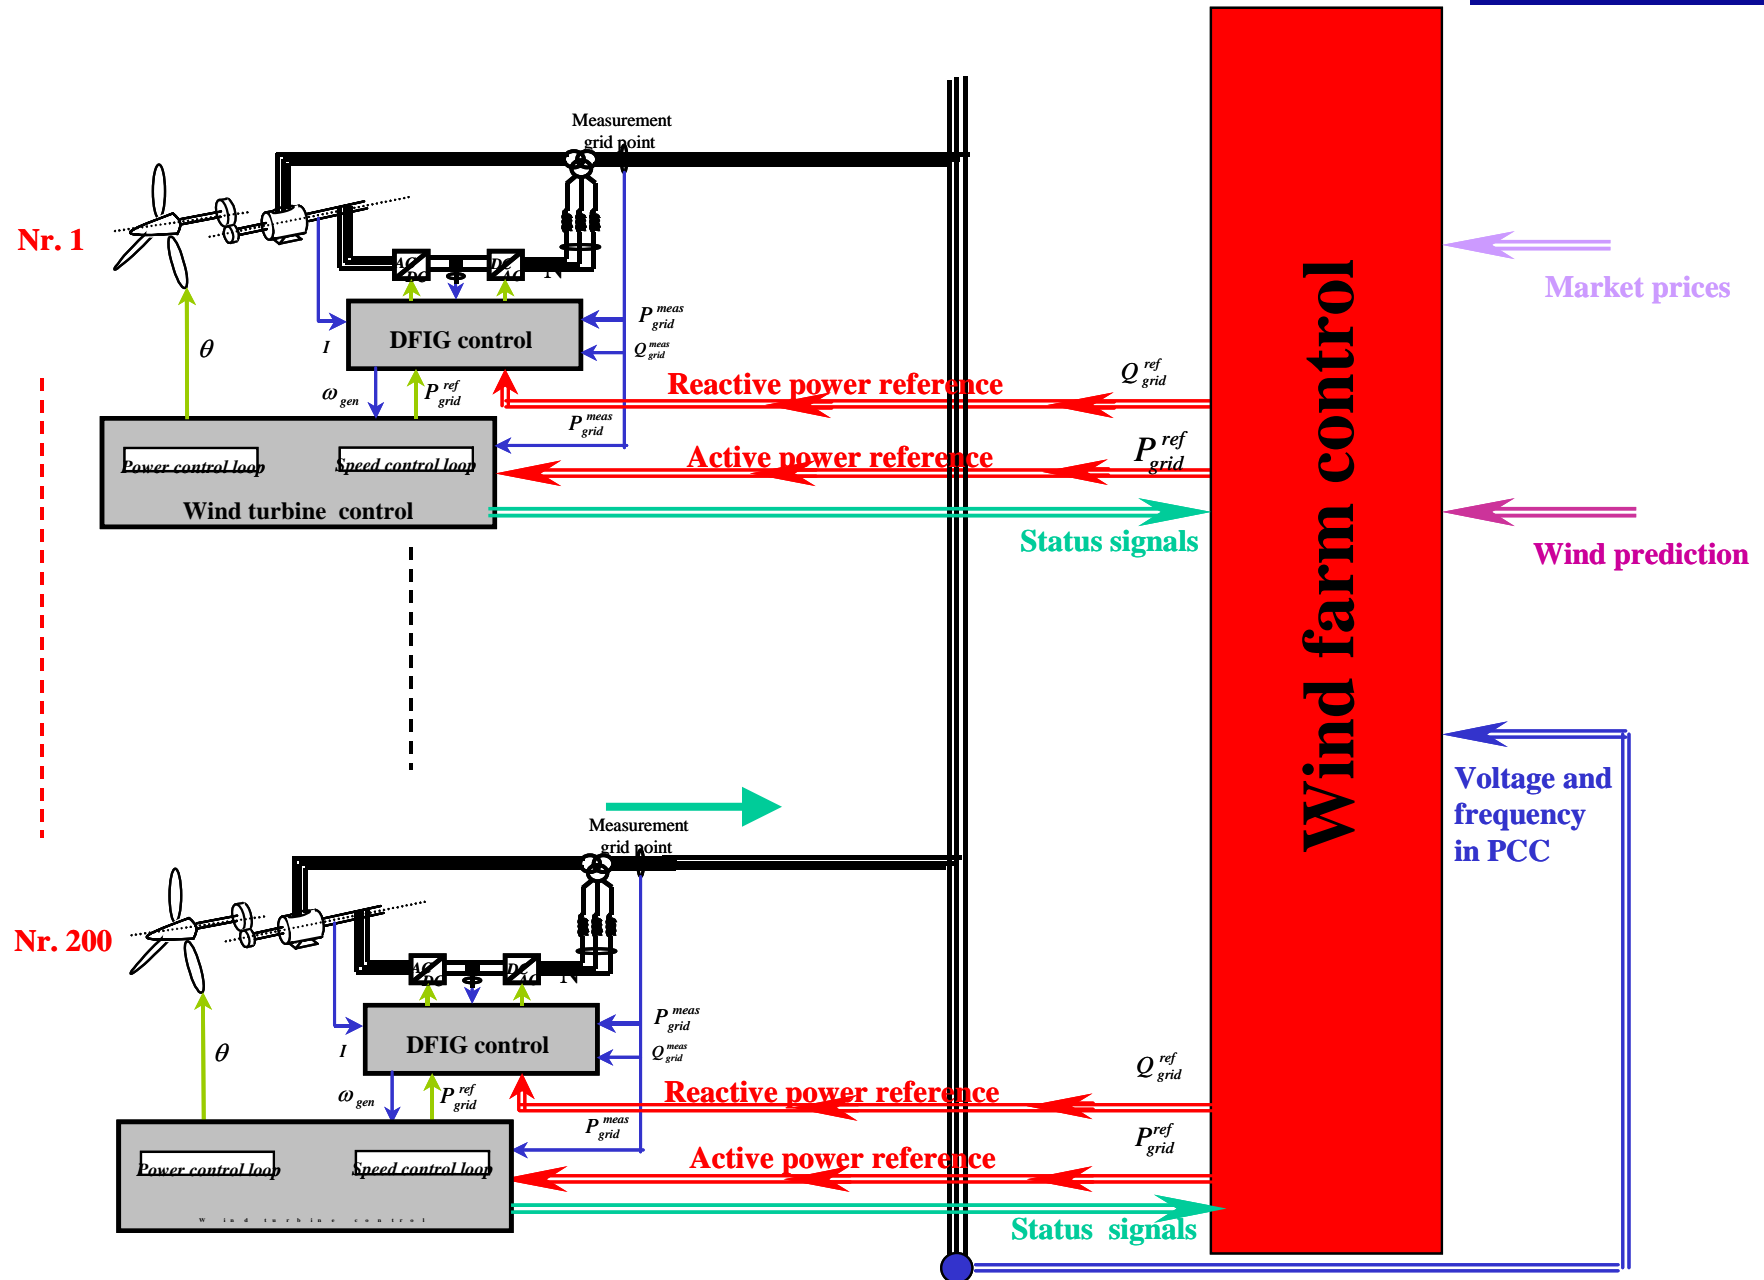 Measurement
grid point
Nr. 1
AC
DC
DC
AC
N
P grid meas
DFIG control
Q grid meas
I
θ
ω gen
P grid ref
Reactive power reference
Q grid ref
P grid meas
Active power reference
P grid ref
Power control loop
Speed control loop
Wind turbine control
Status signals
Wind farm control
Market prices
Wind prediction
Voltage and
frequency
in PCC
Measurement
grid point
Nr. 200
AC
DC
DC
AC
N
P grid meas
DFIG control
Q grid meas
I
θ
ω gen
P grid ref
Reactive power reference
Q grid ref
P grid meas
Active power reference
P grid ref
Power control loop
Speed control loop
Wind turbine control
Status signals